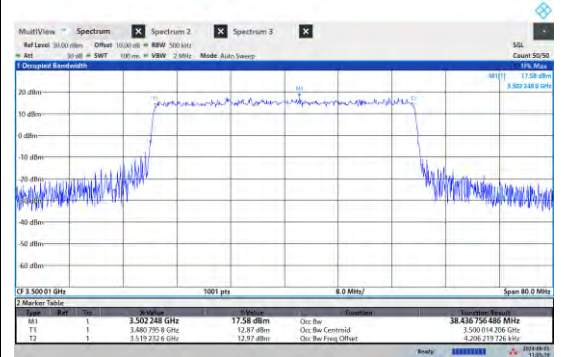 MultiView Spectrum Spectrum 2 Spectrum 3
Ref Level 30.00 dBm Offset 10.00 dB RBW 500 kHz SGL
Att 30 dB SWT 100 ms VBW 2 MHz Mode Auto Sweep Count 50/50
1 Occupied Bandwidth 1Pk Max
M1[1] 17.58 dBm
3.502 248 0 GHz
M1
20 dBm
10 dBm
0 dBm
-10 dBm
-20 dBm
-40 dBm
-50 dBm
-60 dBm
CF 3.500 01 GHz 1001 pts 8.0 MHz/ Span 80.0 MHz
2 Marker Table
Type Ref Trc X-Value Y-Value Function Function Result
M1 1 3.502 248 GHz 17.58 dBm Occ Bw 38.436 756 486 MHz
T1 1 3.480 795 8 GHz 12.87 dBm Occ Bw Centroid 3.500 014 206 GHz
T2 1 3.519 232 6 GHz 12.97 dBm Occ Bw Freq Offset 4.206 219 726 kHz
Ready